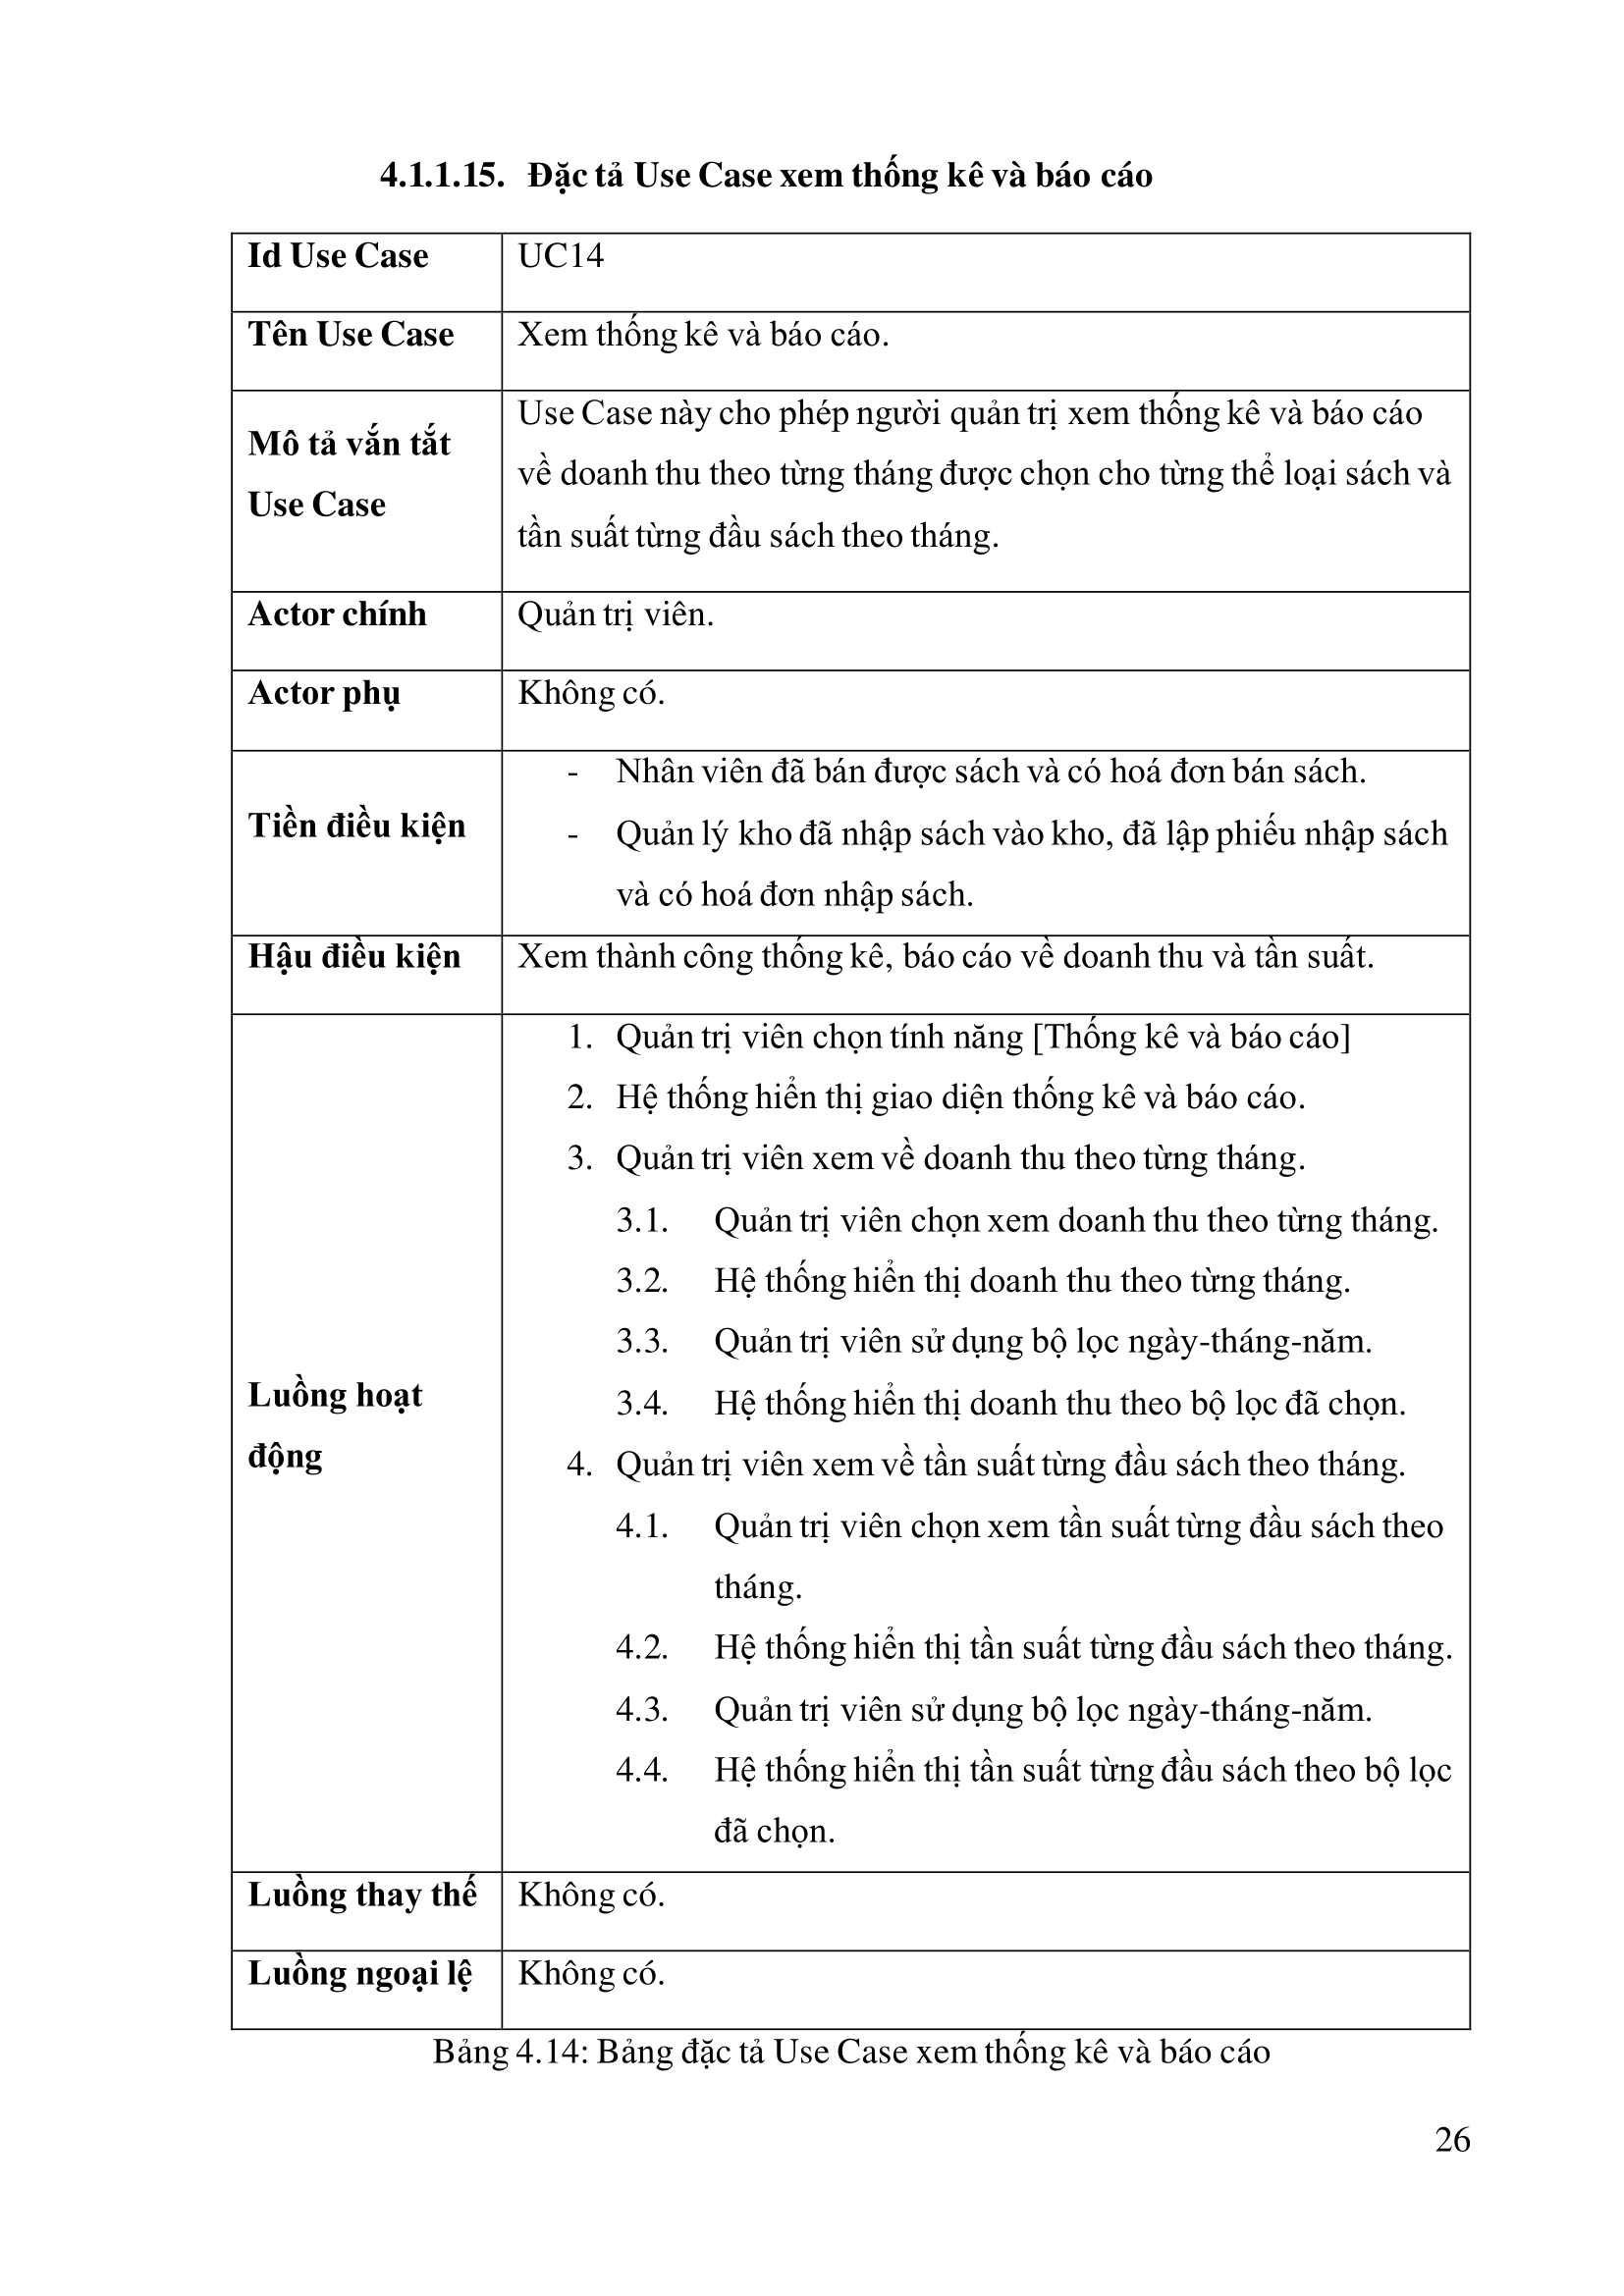 4.1.1.15. Đặc tả Use Case xem thống kê và báo cáo
Id Use Case
UC14
Tên Use Case
Xem thống kê và báo cáo.
Mô tả vắn tắt
Use Case
Use Case này cho phép người quản trị xem thống kê và báo cáo
về doanh thu theo từng tháng được chọn cho từng thể loại sách và
tần suất từng đầu sách theo tháng.
Actor chính
Quản trị viên.
Actor phụ
Không có.
Tiền điều kiện
- Nhân viên đã bán được sách và có hoá đơn bán sách.
- Quản lý kho đã nhập sách vào kho, đã lập phiếu nhập sách
và có hoá đơn nhập sách.
Hậu điều kiện
Xem thành công thống kê, báo cáo về doanh thu và tần suất.
Luồng hoạt
động
1. Quản trị viên chọn tính năng [Thống kê và báo cáo]
2. Hệ thống hiển thị giao diện thống kê và báo cáo.
3. Quản trị viên xem về doanh thu theo từng tháng.
3.1. Quản trị viên chọn xem doanh thu theo từng tháng.
3.2. Hệ thống hiển thị doanh thu theo từng tháng.
3.3. Quản trị viên sử dụng bộ lọc ngày-tháng-năm.
3.4. Hệ thống hiển thị doanh thu theo bộ lọc đã chọn.
4. Quản trị viên xem về tần suất từng đầu sách theo tháng.
4.1. Quản trị viên chọn xem tần suất từng đầu sách theo
tháng.
4.2. Hệ thống hiển thị tần suất từng đầu sách theo tháng.
4.3. Quản trị viên sử dụng bộ lọc ngày-tháng-năm.
4.4. Hệ thống hiển thị tần suất từng đầu sách theo bộ lọc
đã chọn.
Luồng thay thế
Không có.
Luồng ngoại lệ
Không có.
Bảng 4.14: Bảng đặc tả Use Case xem thống kê và báo cáo
26